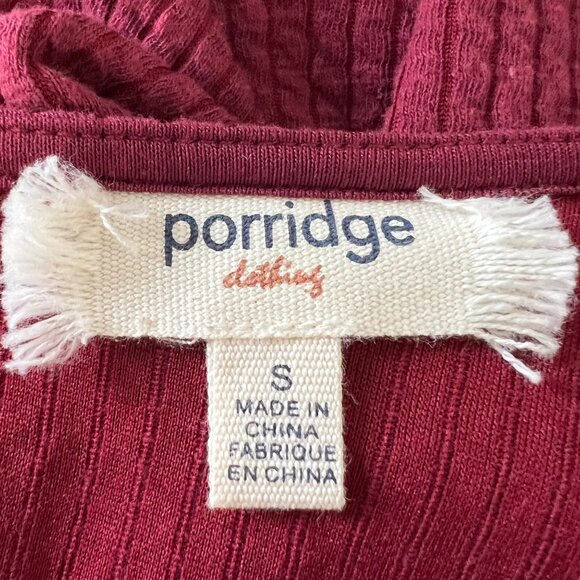 porridge
clothing
S
MADE IN
CHINA
FABRIQUE
EN CHINA